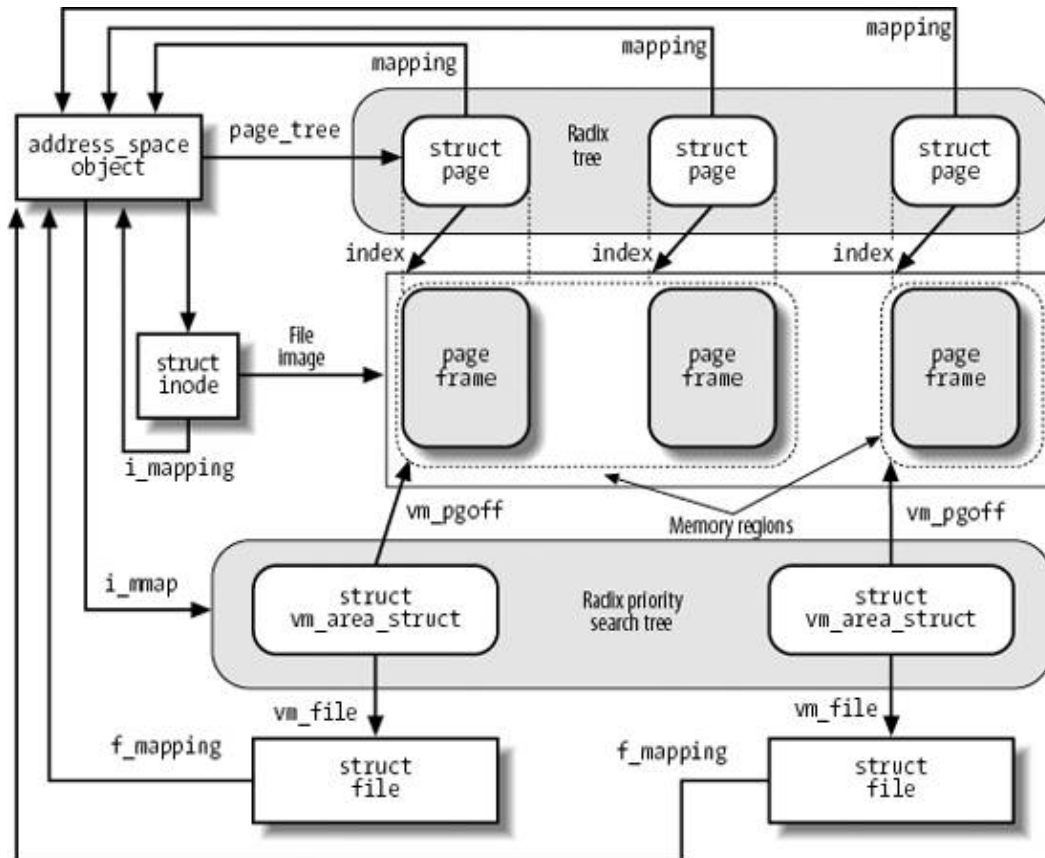 mapping
mapping
mapping
address_space
object
page_tree
struct
page
Radix
tree
struct
page
struct
page
index
index
index
struct
inode
File
image
page
frame
page
frame
page
frame
i_mapping
vm_pgoff
Memory regions
vm_pgoff
i_mmap
struct
vm_area_struct
Radix priority
search tree
struct
vm_area_struct
vm_file
vm_file
f_mapping
struct
file
f_mapping
struct
file